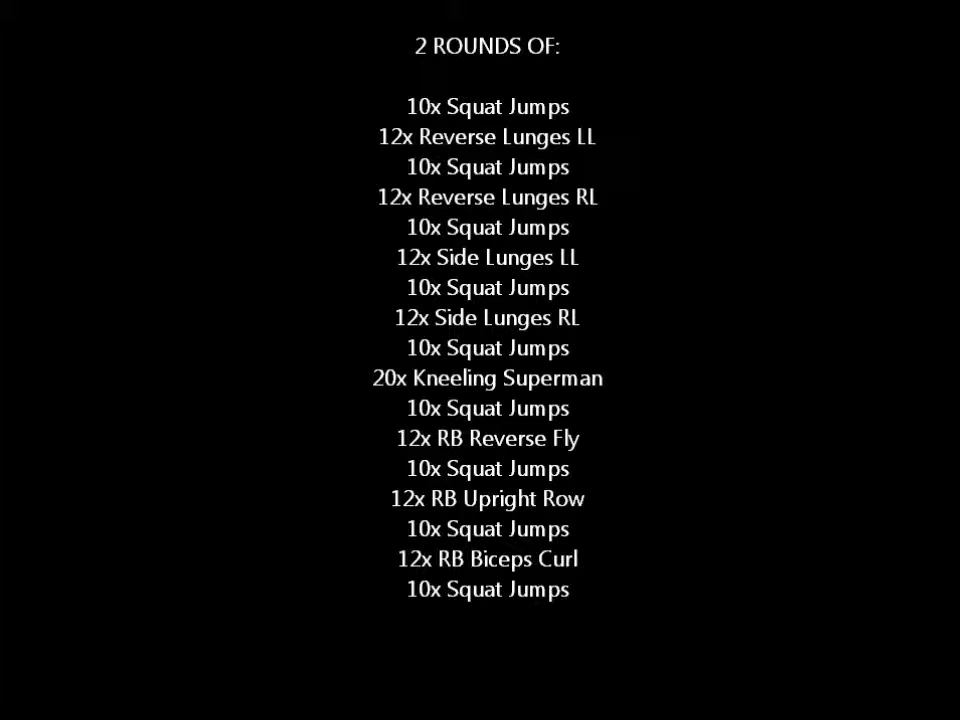 2 ROUNDS OF:
10x Squat Jumps
12x Reverse Lunges LL
10x Squat Jumps
12x Reverse Lunges RL
10x Squat Jumps
12x Side Lunges LL
10x Squat Jumps
12x Side Lunges RL
10x Squat Jumps
20x Kneeling Superman
10x Squat Jumps
12x RB Reverse Fly
10x Squat Jumps
12x RB Upright Row
10x Squat Jumps
12x RB Biceps Curl
10x Squat Jumps